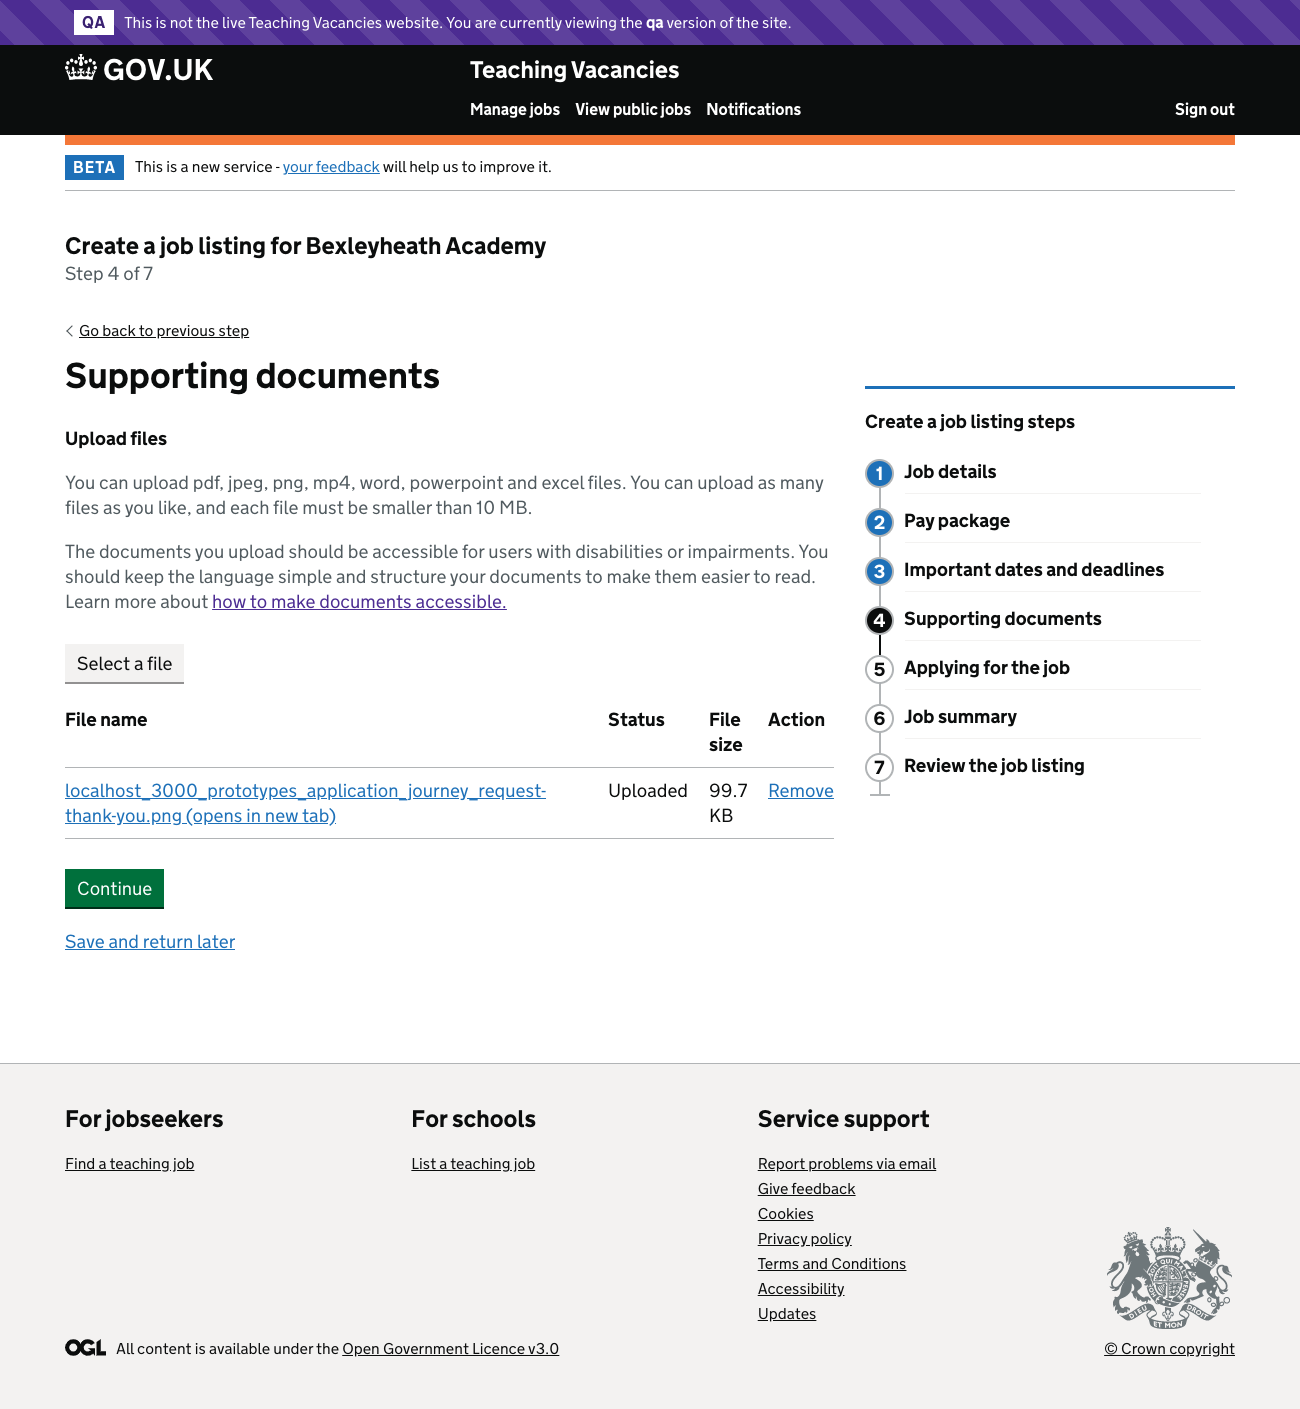 QA This is not the live Teaching Vacancies website. You are currently viewing the qa version of the site.
GOV.UK
Teaching Vacancies
Manage jobs View public jobs Notifications Sign out
BETA This is a new service - your feedback will help us to improve it.
Create a job listing for Bexleyheath Academy
Step 4 of 7
Go back to previous step
Supporting documents
Upload files
You can upload pdf, jpeg, png, mp4, word, powerpoint and excel files. You can upload as many
files as you like, and each file must be smaller than 10 MB.
The documents you upload should be accessible for users with disabilities or impairments. You
should keep the language simple and structure your documents to make them easier to read.
Learn more about how to make documents accessible.
Select a file
File name Status File size Action
localhost_3000_prototypes_application_journey_request-
thank-you.png (opens in new tab) Uploaded 99.7 KB Remove
Continue
Save and return later
Create a job listing steps
1 Job details
2 Pay package
3 Important dates and deadlines
4 Supporting documents
5 Applying for the job
6 Job summary
7 Review the job listing
For jobseekers
Find a teaching job
For schools
List a teaching job
Service support
Report problems via email
Give feedback
Cookies
Privacy policy
Terms and Conditions
Accessibility
Updates
OGL All content is available under the Open Government Licence v3.0
DIEU ET MON DROIT
© Crown copyright